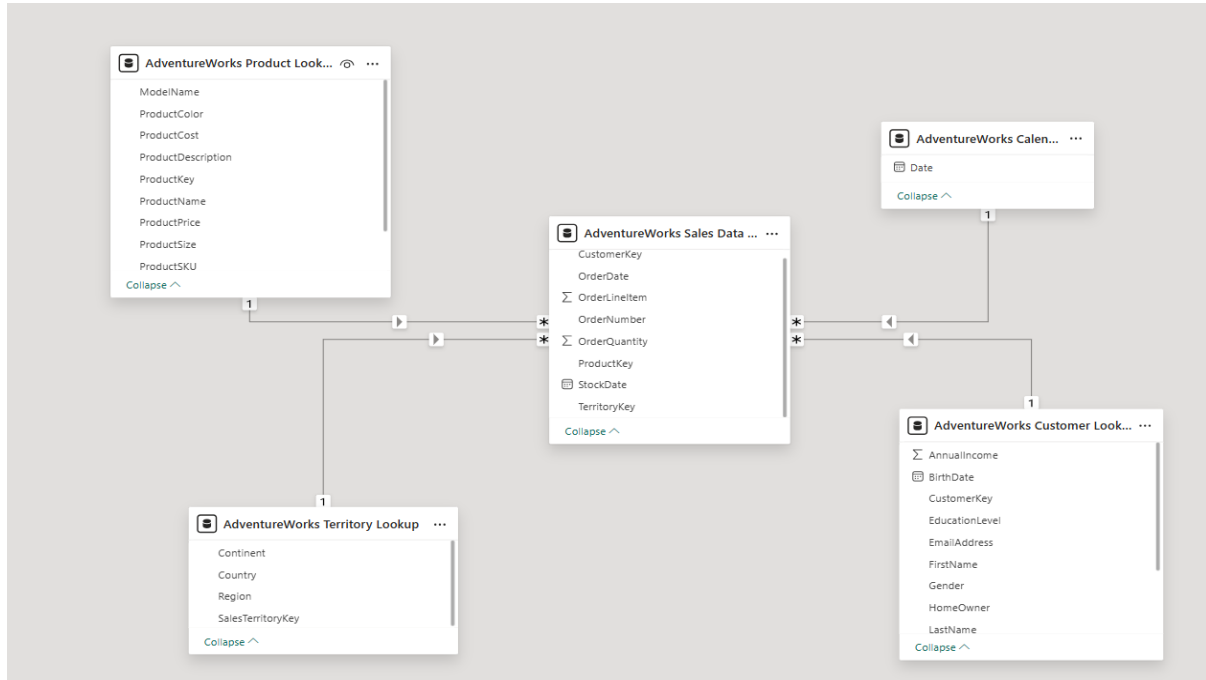 AdventureWorks Product Look...
ModelName
ProductColor
ProductCost
ProductDescription
ProductKey
ProductName
ProductPrice
ProductSize
ProductSKU
Collapse
1
AdventureWorks Calen...
Date
Collapse
1
AdventureWorks Sales Data ...
CustomerKey
OrderDate
Σ OrderLineItem
OrderNumber
Σ OrderQuantity
ProductKey
StockDate
TerritoryKey
Collapse
*
*
*
*
1
AdventureWorks Territory Lookup
Continent
Country
Region
SalesTerritoryKey
Collapse
1
AdventureWorks Customer Look...
Σ AnnualIncome
BirthDate
CustomerKey
EducationLevel
EmailAddress
FirstName
Gender
HomeOwner
LastName
Collapse